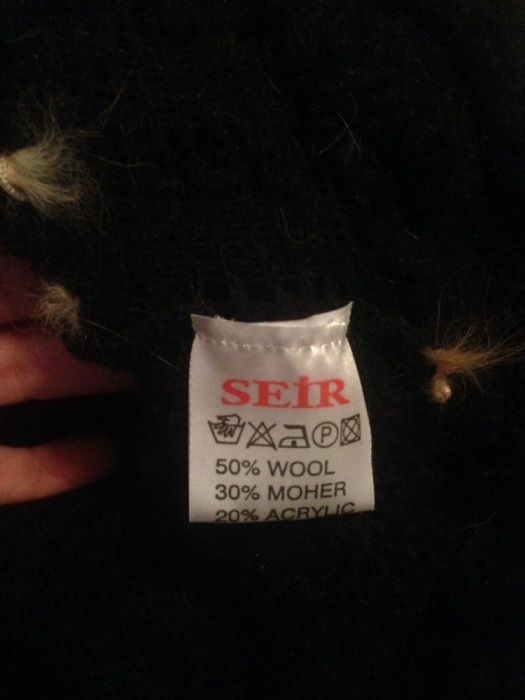 SEİR
P
50% WOOL
30% MOHER
20% ACRYLIC